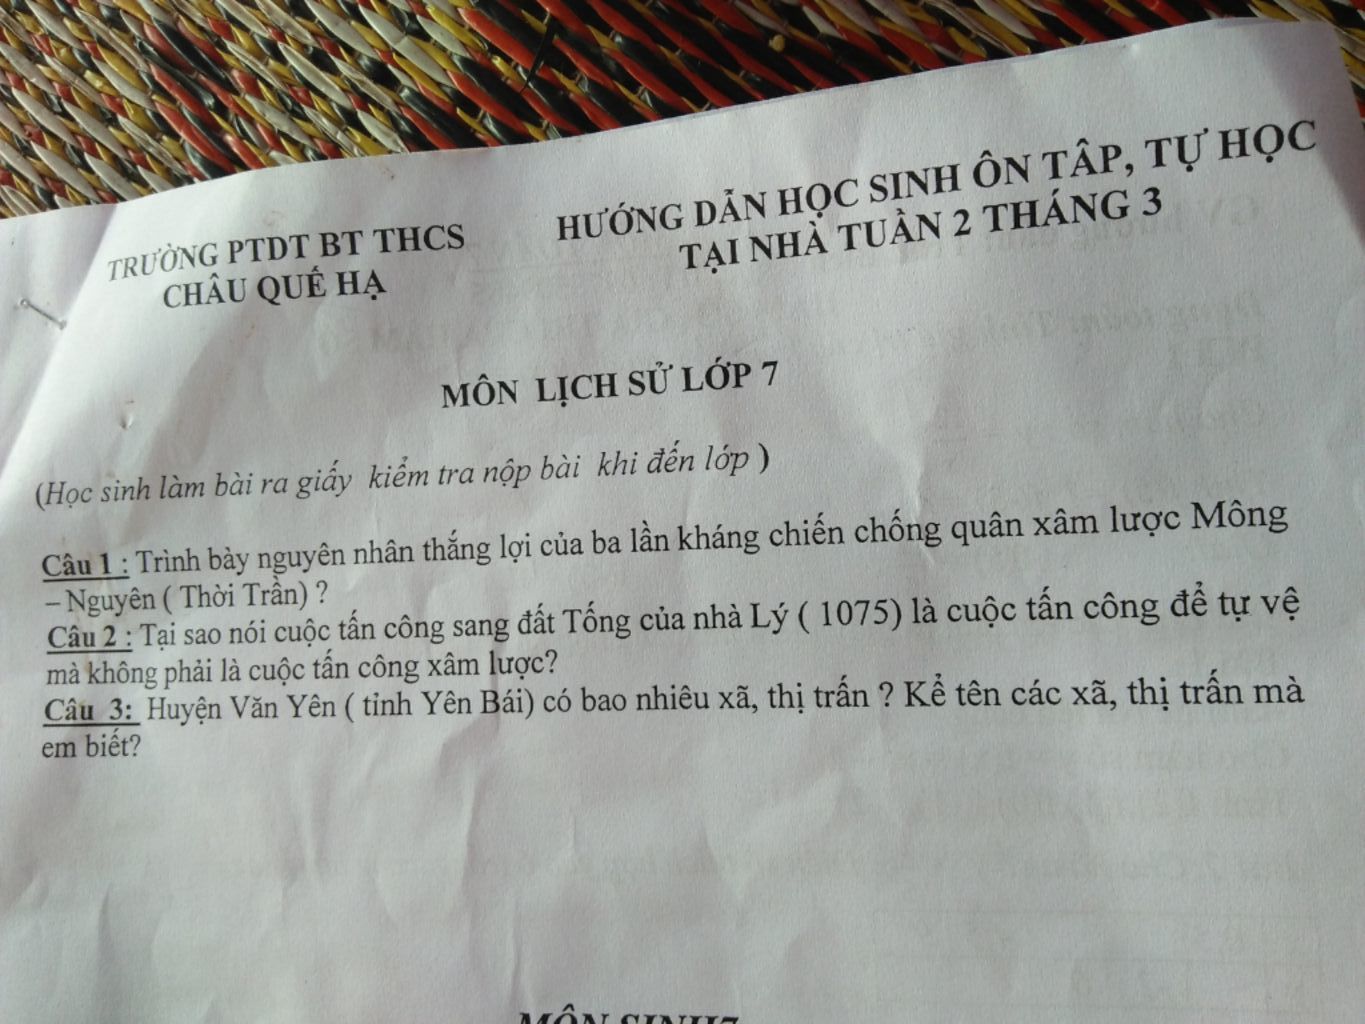 TRƯỜNG PTDT BT THCS
CHÂU QUẾ HẠ
HƯỚNG DẪN HỌC SINH ÔN TÂP, TỰ HỌC
TẠI NHÀ TUẦN 2 THÁNG 3
MÔN LỊCH SỬ LỚP 7
(Học sinh làm bài ra giấy kiểm tra nộp bài khi đến lớp )
Câu 1 : Trình bày nguyên nhân thắng lợi của ba lần kháng chiến chống quân xâm lược Mông
– Nguyên ( Thời Trần) ?
Câu 2 : Tại sao nói cuộc tấn công sang đất Tống của nhà Lý ( 1075) là cuộc tấn công để tự vệ
mà không phải là cuộc tấn công xâm lược?
Câu 3: Huyện Văn Yên ( tỉnh Yên Bái) có bao nhiêu xã, thị trấn ? Kể tên các xã, thị trấn mà
em biết?
MÔN SINH7